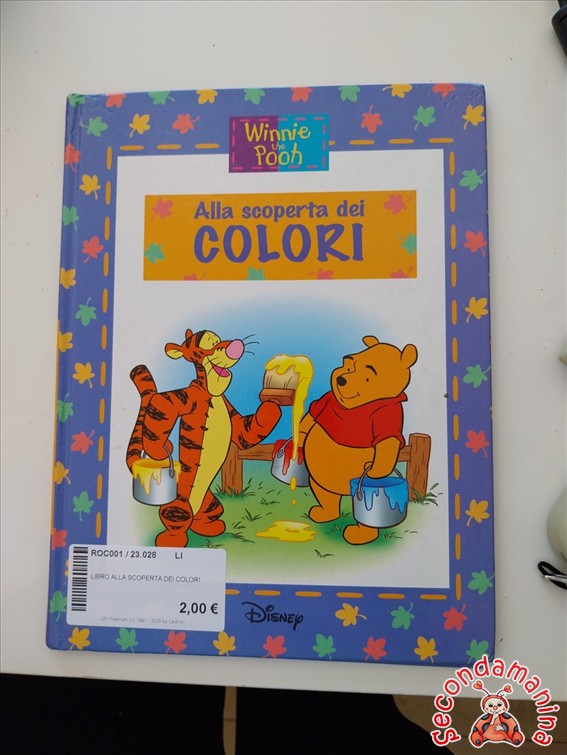 Winnie
the
Pooh
Alla scoperta dei
COLORI
ROC001 / 23.028 LI
LIBRO ALLA SCOPERTA DEI COLORI
2,00 €
DISNEY
Secondamanina